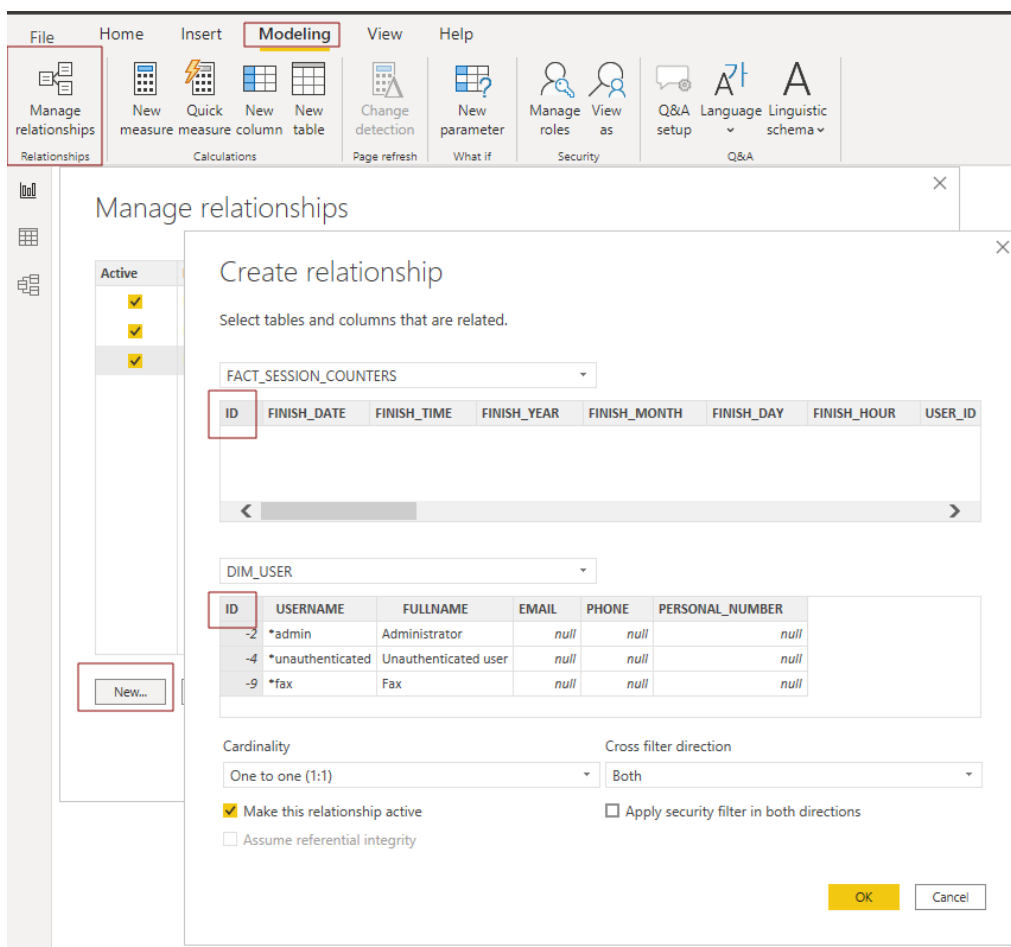 File Home Insert Modeling View Help
Manage relationships
New measure
Quick measure
New column
New table
Change detection
New parameter
Manage roles
View as
Q&A setup
Language
Linguistic schema
Relationships Calculations Page refresh What if Security Q&A
Manage relationships
Active
Create relationship
Select tables and columns that are related.
FACT_SESSION_COUNTERS
ID FINISH_DATE FINISH_TIME FINISH_YEAR FINISH_MONTH FINISH_DAY FINISH_HOUR USER_ID
DIM_USER
ID USERNAME FULLNAME EMAIL PHONE PERSONAL_NUMBER
-2 *admin Administrator null null null
-4 *unauthenticated Unauthenticated user null null null
-9 *fax Fax null null null
New...
Cardinality Cross filter direction
One to one (1:1) Both
Make this relationship active Apply security filter in both directions
Assume referential integrity
OK Cancel